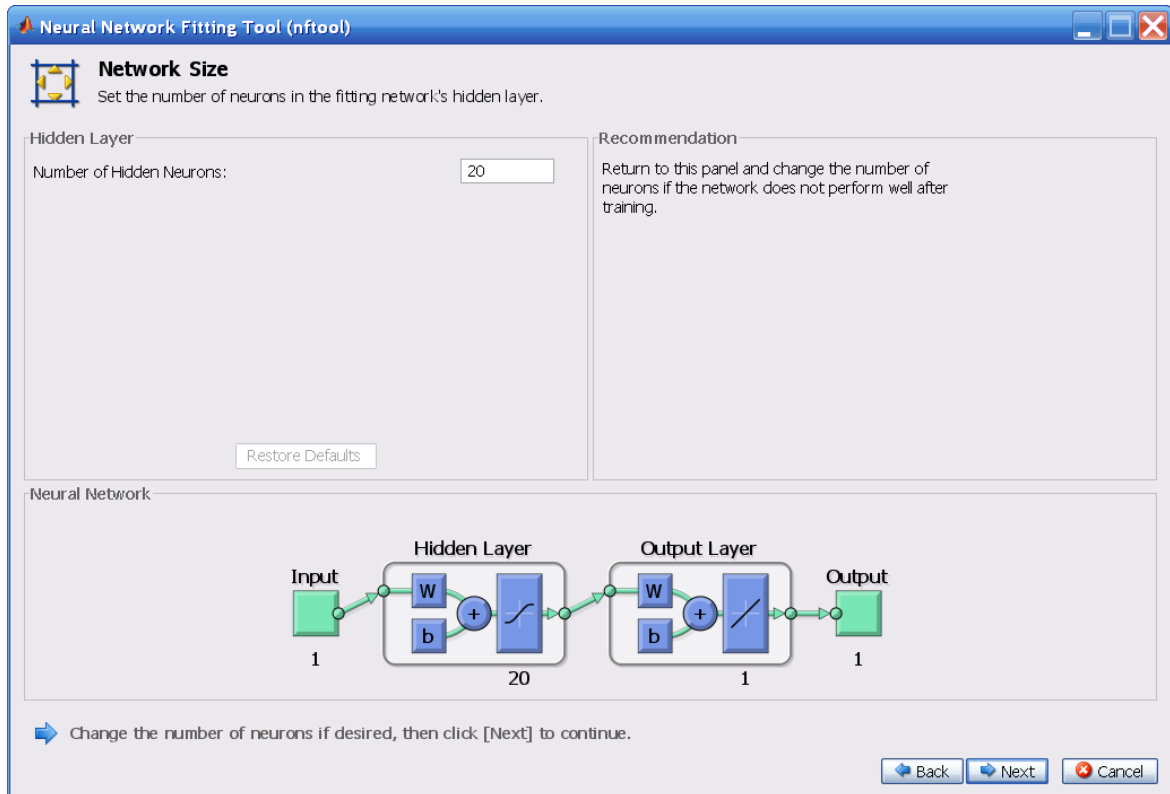 Neural Network Fitting Tool (nftool)
Network Size
Set the number of neurons in the fitting network's hidden layer.
Hidden Layer
Number of Hidden Neurons:
20
Restore Defaults
Recommendation
Return to this panel and change the number of
neurons if the network does not perform well after
training.
Neural Network
Hidden Layer
Output Layer
Input
Output
W
b
+
W
b
+
1
20
1
1
Change the number of neurons if desired, then click [Next] to continue.
Back
Next
Cancel